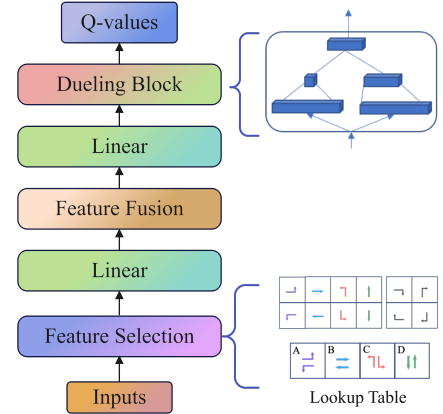 Q-values
Dueling Block
Linear
Feature Fusion
Linear
Feature Selection
Inputs
A B C D
Lookup Table